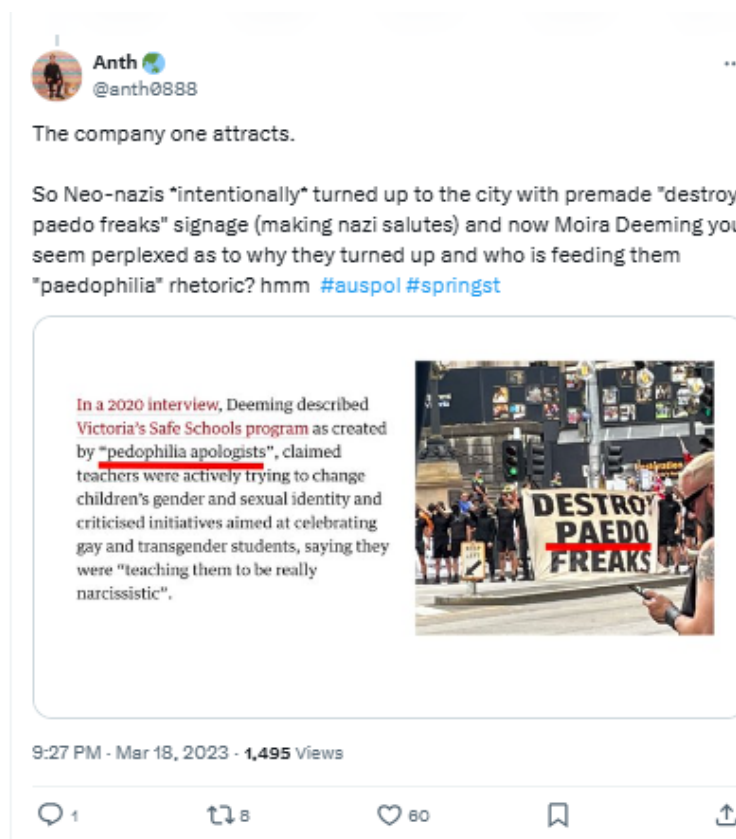 Anth
@anth0888
The company one attracts.
So Neo-nazis *intentionally* turned up to the city with premade "destroy
paedo freaks" signage (making nazi salutes) and now Moira Deeming you
seem perplexed as to why they turned up and who is feeding them
"paedophilia" rhetoric? hmm #auspol #springst
In a 2020 interview, Deeming described
Victoria's Safe Schools program as created
by "pedophilia apologists", claimed
teachers were actively trying to change
children's gender and sexual identity and
criticised initiatives aimed at celebrating
gay and transgender students, saying they
were "teaching them to be really
narcissistic".
DESTROY
PAEDO
FREAKS
KEEP
LEFT
9:27 PM · Mar 18, 2023 · 1,495 Views
1
8
60